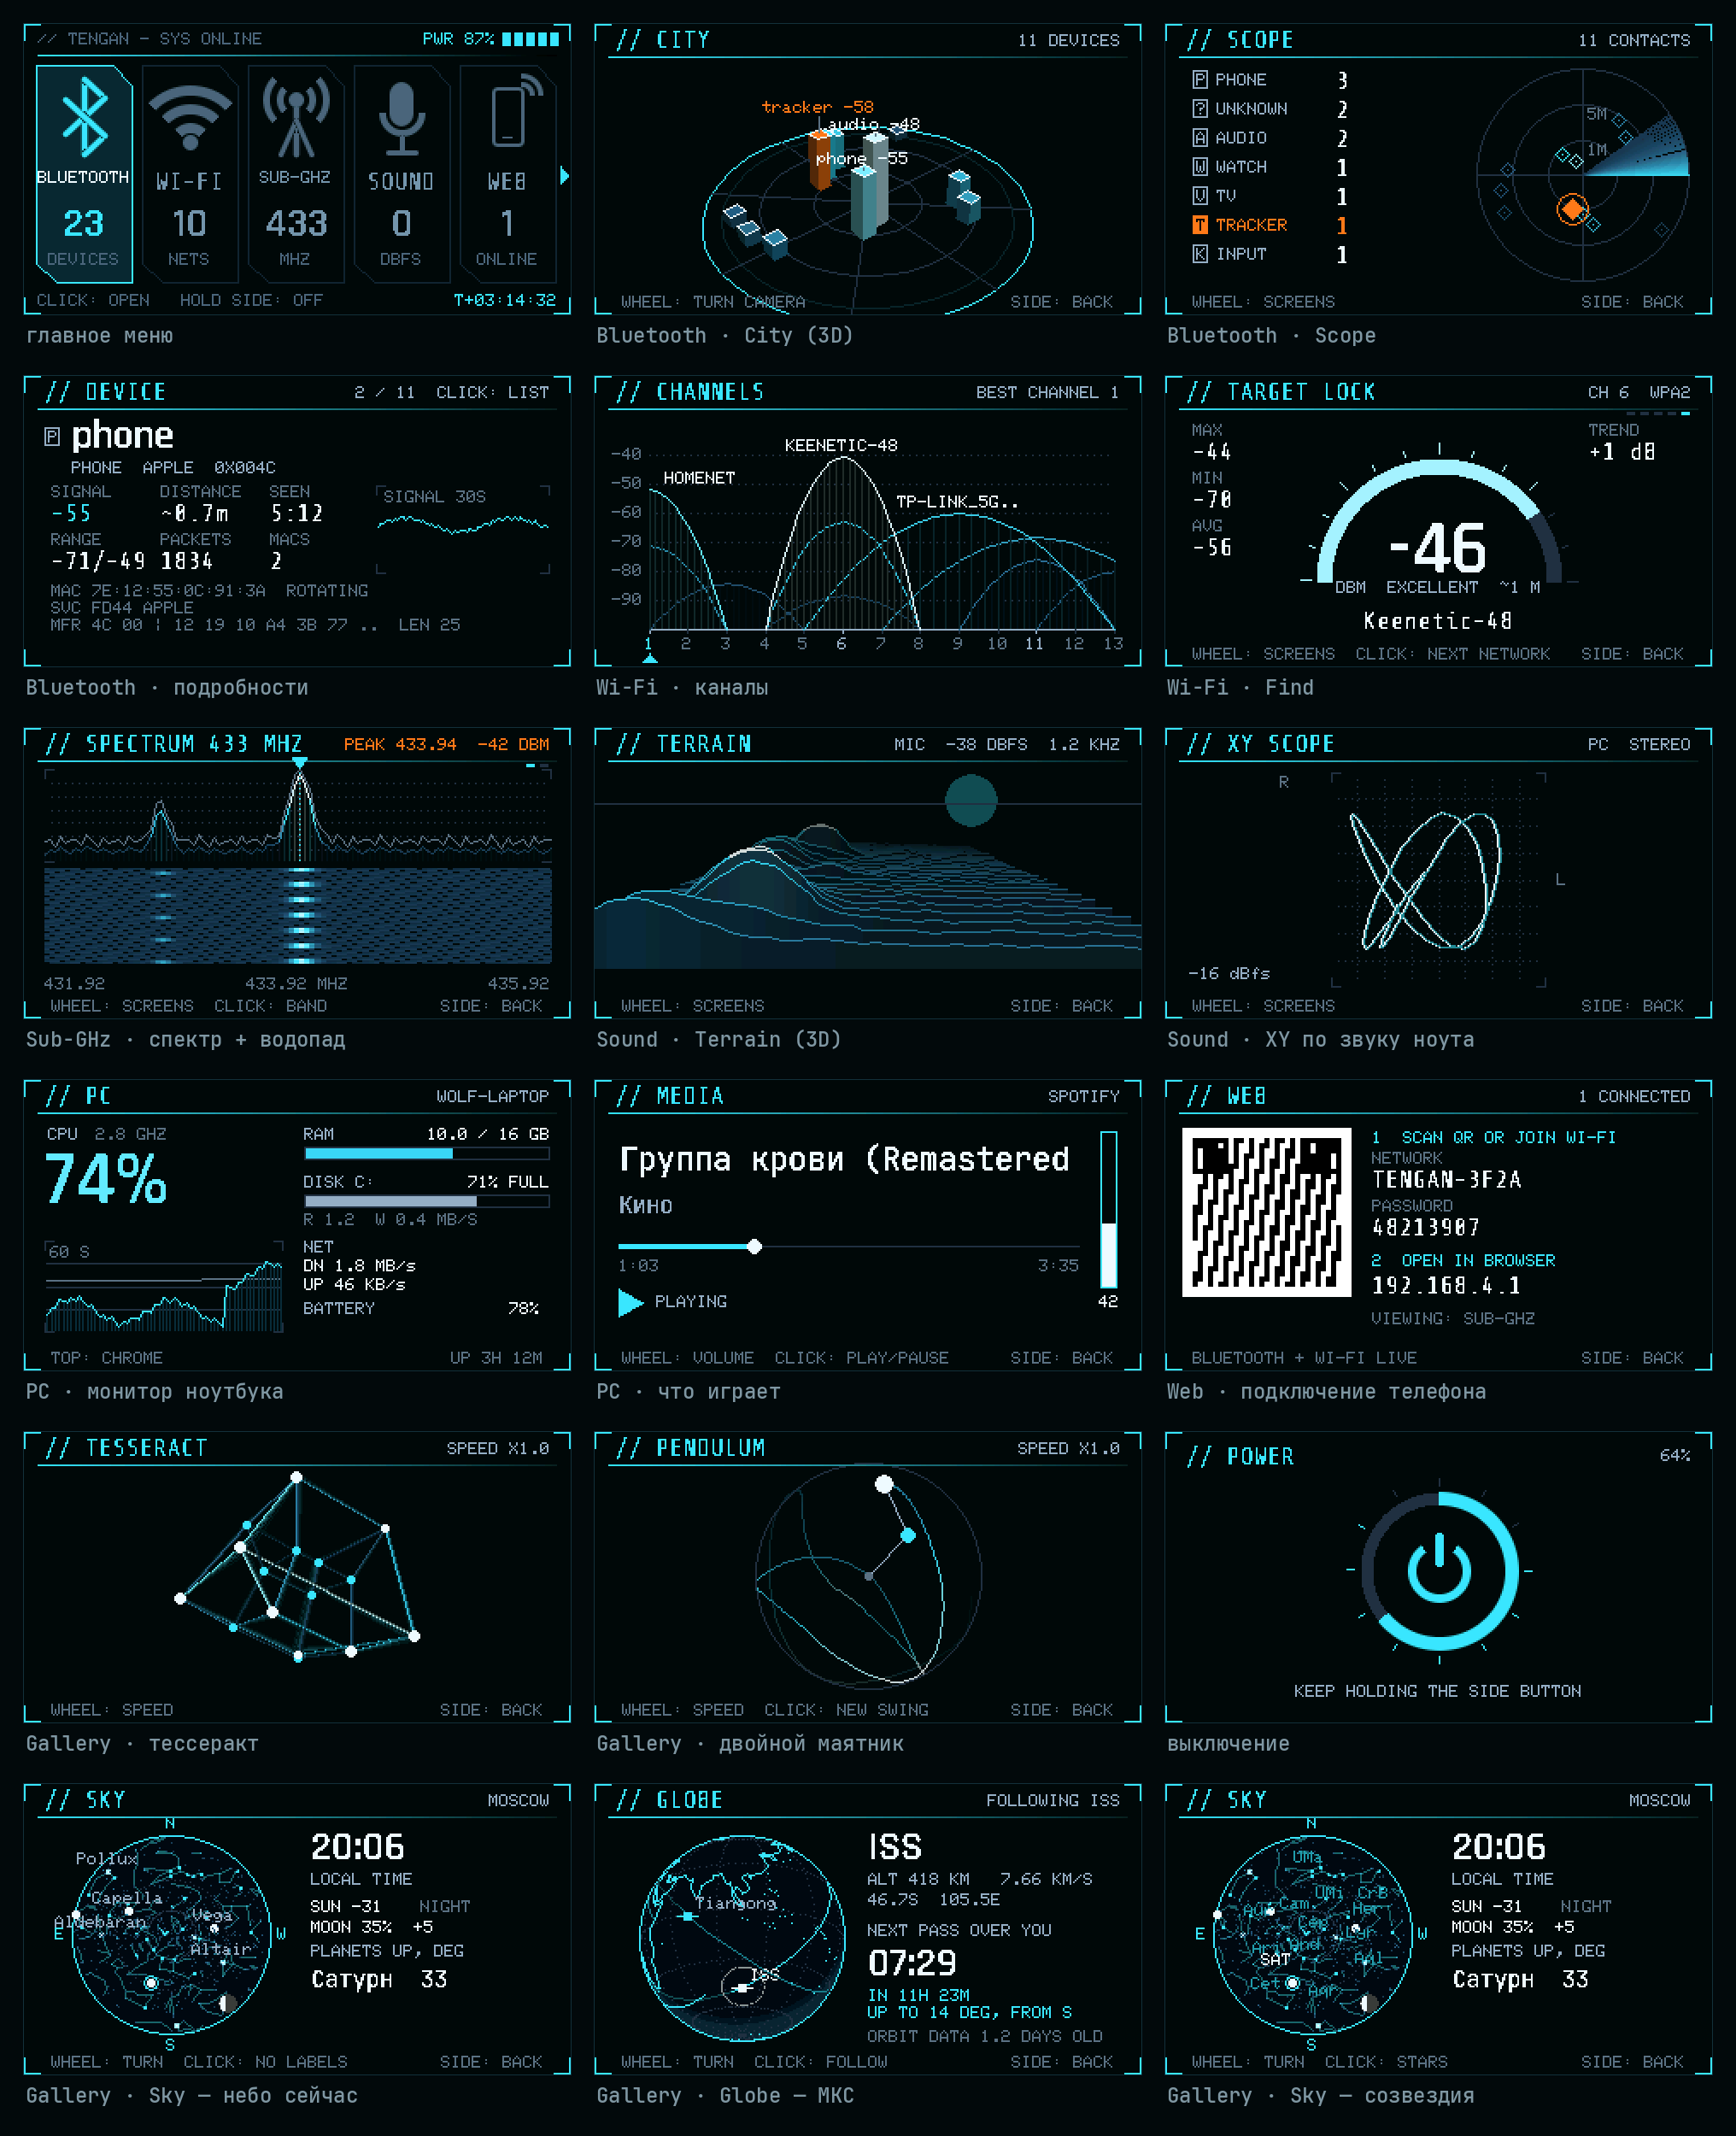 // TENGAN — SYS ONLINE PWR 87%
BLUETOOTH WI-FI SUB-GHZ SOUND WEB
23 10 433 0 1
DEVICES NETS MHZ DBFS ONLINE
CLICK: OPEN HOLD SIDE: OFF T+03:14:32
главное меню
// CITY 11 DEVICES
tracker -58
audio -48
phone -55
WHEEL: TURN CAMERA SIDE: BACK
Bluetooth · City (3D)
// SCOPE 11 CONTACTS
P PHONE 3
? UNKNOWN 2
A AUDIO 2
W WATCH 1
V TV 1
T TRACKER 1
K INPUT 1
5M
1M
WHEEL: SCREENS SIDE: BACK
Bluetooth · Scope
// DEVICE 2 / 11 CLICK: LIST
P phone
PHONE APPLE 0X004C
SIGNAL DISTANCE SEEN SIGNAL 30S
-55 ~0.7m 5:12
RANGE PACKETS MACS
-71/-49 1834 2
MAC 7E:12:55:0C:91:3A ROTATING
SVC FD44 APPLE
MFR 4C 00 ¦ 12 19 10 A4 3B 77 .. LEN 25
Bluetooth · подробности
// CHANNELS BEST CHANNEL 1
KEENETIC-48
HOMENET
TP-LINK_5G..
-40
-50
-60
-70
-80
-90
1 2 3 4 5 6 7 8 9 10 11 12 13
Wi-Fi · каналы
// TARGET LOCK CH 6 WPA2
MAX TREND
-44 +1 dB
MIN
-70
AVG
-56
-46
DBM EXCELLENT ~1 M
Keenetic-48
WHEEL: SCREENS CLICK: NEXT NETWORK SIDE: BACK
Wi-Fi · Find
// SPECTRUM 433 MHZ PEAK 433.94 -42 DBM
431.92 433.92 MHZ 435.92
WHEEL: SCREENS CLICK: BAND SIDE: BACK
Sub-GHz · спектр + водопад
// TERRAIN MIC -38 DBFS 1.2 KHZ
WHEEL: SCREENS SIDE: BACK
Sound · Terrain (3D)
// XY SCOPE PC STEREO
R
L
-16 dBfs
WHEEL: SCREENS SIDE: BACK
Sound · XY по звуку ноута
// PC WOLF-LAPTOP
CPU 2.8 GHZ
74%
60 S
RAM 10.0 / 16 GB
DISK C: 71% FULL
R 1.2 W 0.4 MB/S
NET
DN 1.8 MB/s
UP 46 KB/s
BATTERY 78%
TOP: CHROME UP 3H 12M
PC · монитор ноутбука
// MEDIA SPOTIFY
Группа крови (Remastered
Кино
1:03 3:35
PLAYING 42
WHEEL: VOLUME CLICK: PLAY/PAUSE SIDE: BACK
PC · что играет
// WEB 1 CONNECTED
1 SCAN QR OR JOIN WI-FI
NETWORK
TENGAN-3F2A
PASSWORD
48213907
2 OPEN IN BROWSER
192.168.4.1
VIEWING: SUB-GHZ
BLUETOOTH + WI-FI LIVE SIDE: BACK
Web · подключение телефона
// TESSERACT SPEED X1.0
WHEEL: SPEED SIDE: BACK
Gallery · тессеракт
// PENDULUM SPEED X1.0
WHEEL: SPEED CLICK: NEW SWING SIDE: BACK
Gallery · двойной маятник
// POWER 64%
KEEP HOLDING THE SIDE BUTTON
выключение
// SKY MOSCOW
N
Pollux
Capella
Aldebaran Vega
E W
Altair
S
20:06
LOCAL TIME
SUN -31 NIGHT
MOON 35% +5
PLANETS UP, DEG
Сатурн 33
WHEEL: TURN CLICK: NO LABELS SIDE: BACK
Gallery · Sky — небо сейчас
// GLOBE FOLLOWING ISS
Tiangong
ISS
ISS
ALT 418 KM 7.66 KM/S
46.7S 105.5E
NEXT PASS OVER YOU
07:29
IN 11H 23M
UP TO 14 DEG, FROM S
ORBIT DATA 1.2 DAYS OLD
WHEEL: TURN CLICK: FOLLOW SIDE: BACK
Gallery · Globe — МКС
// SKY MOSCOW
N
UMa
UMi CrB
Cam Her
Cep
E W
SAT Aql
Cet Aqr
S
20:06
LOCAL TIME
SUN -31 NIGHT
MOON 35% +5
PLANETS UP, DEG
Сатурн 33
WHEEL: TURN CLICK: STARS SIDE: BACK
Gallery · Sky — созвездия